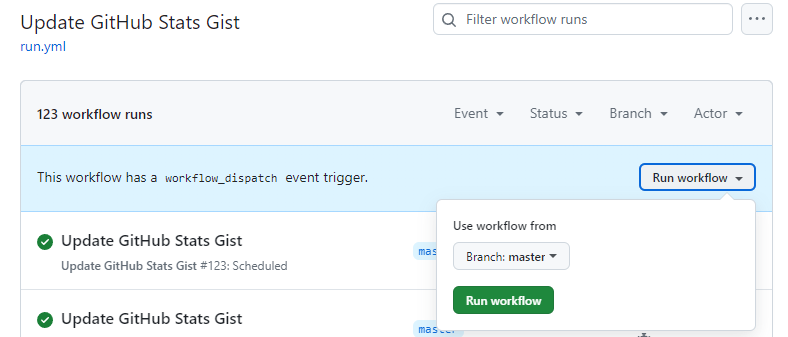 Update GitHub Stats Gist
Filter workflow runs
run.yml
123 workflow runs
Event
Status
Branch
Actor
This workflow has a workflow_dispatch event trigger.
Run workflow
Use workflow from
Branch: master
Run workflow
Update GitHub Stats Gist
Update GitHub Stats Gist #123: Scheduled
Update GitHub Stats Gist
master